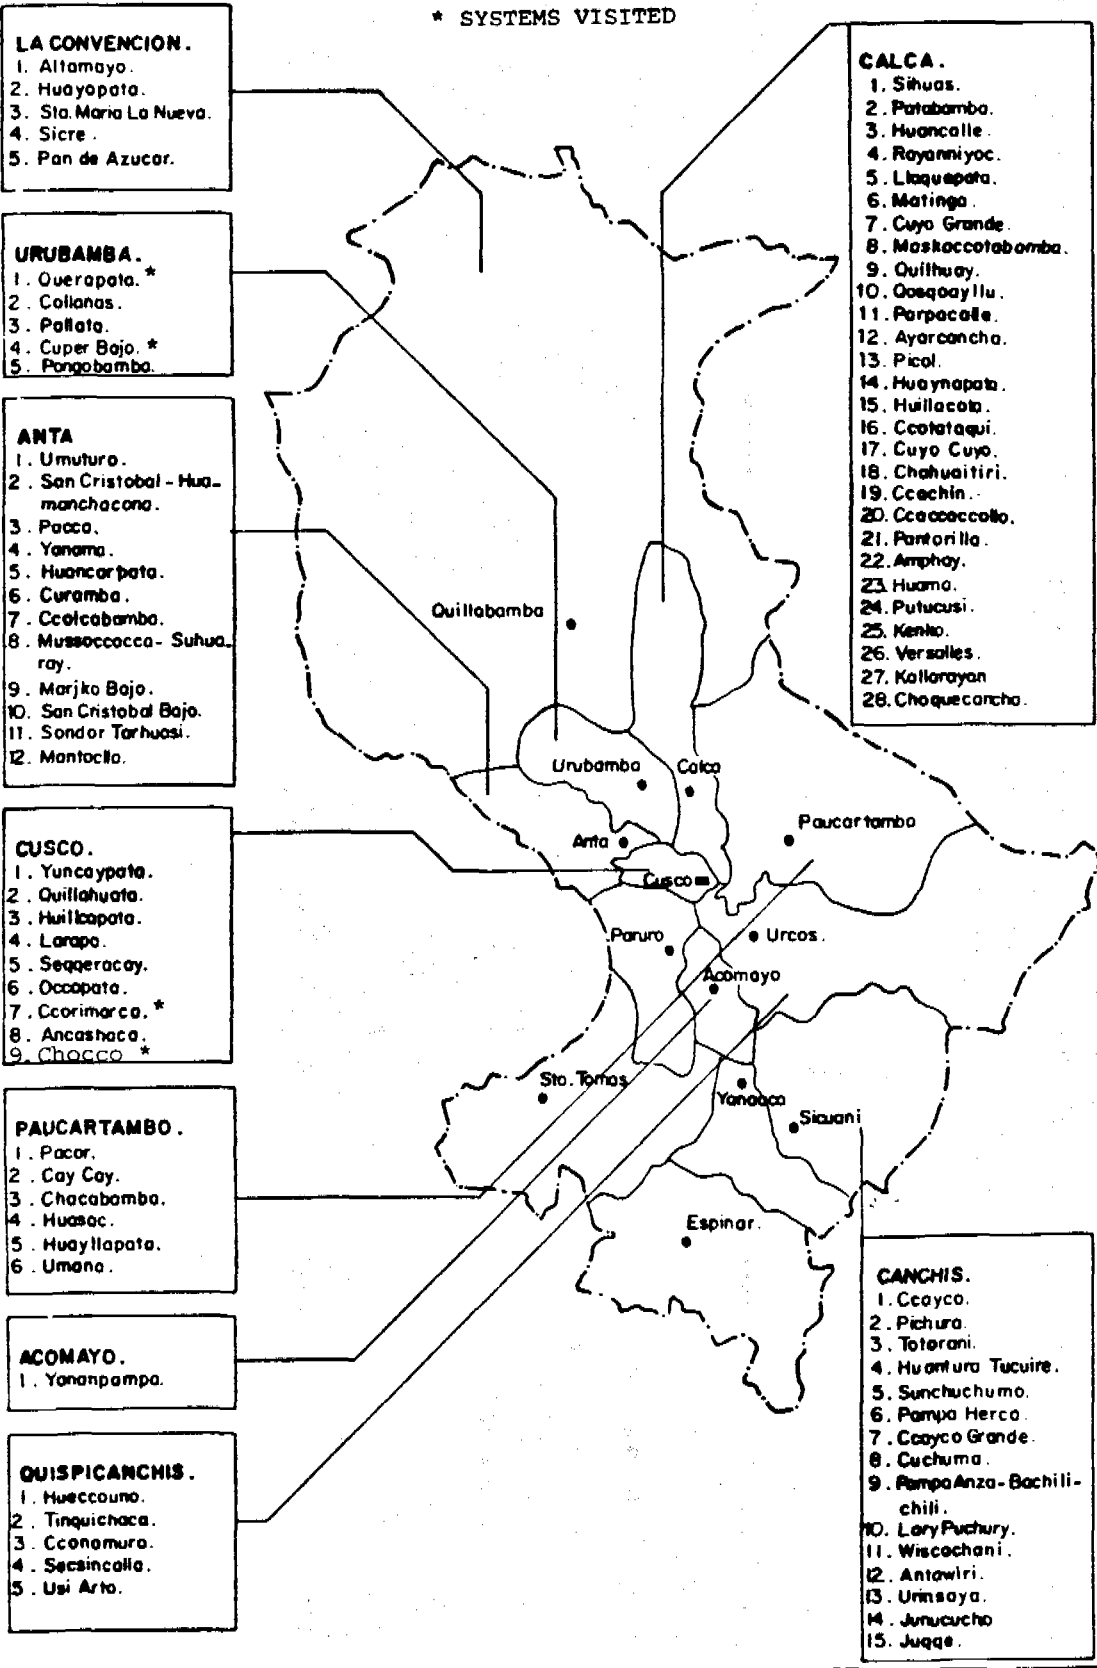 * SYSTEMS VISITED
LA CONVENCION.
1. Altamayo.
2. Huayopata.
3. Sta. Maria La Nueva.
4. Sicre.
5. Pan de Azucar.
URUBAMBA.
1. Querapata. *
2. Collanas.
3. Pallata.
4. Cuper Bajo. *
5. Pongobamba.
ANTA
1. Umuturo.
2. San Cristobal - Hua-
manchacona.
3. Pacca.
4. Yanama.
5. Huancarpata.
6. Curamba.
7. Ccolcabamba.
8. Mussoccocca - Suhua-
ray.
9. Marjko Bajo.
10. San Cristobal Bajo.
11. Sondor Tarhuasi.
12. Mantoclla.
CUSCO.
1. Yuncaypata.
2. Quillahuata.
3. Huillcapata.
4. Larapa.
5. Seqqeracay.
6. Occopata.
7. Ccorimarca. *
8. Ancashaca.
9. Chocco *
PAUCARTAMBO.
1. Pacor.
2. Cay Cay.
3. Chacabamba.
4. Huasac.
5. Huayllapata.
6. Umana.
ACOMAYO.
1. Yananpampa.
QUISPICANCHIS.
1. Hueccouno.
2. Tinquichaca.
3. Cconamuro.
4. Secsincalla.
5. Usi Arto.
Quillabamba
Urubamba
Calca
Anta
Paucartambo
Cusco
Paruro
Urcos.
Acomayo
Sto. Tomas
Yanaoca
Sicuani
Espinar.
CALCA.
1. Sihuas.
2. Patabamba.
3. Huancalle.
4. Rayanniyoc.
5. Llaquepata.
6. Matinga.
7. Cuyo Grande.
8. Maskaccotabamba.
9. Quilhuay.
10. Qosqoayllu.
11. Parpacalle.
12. Ayarcancha.
13. Picol.
14. Huaynapata.
15. Huillacota.
16. Ccotataqui.
17. Cuyo Cuyo.
18. Chahuaitiri.
19. Ccachin.
20. Ccaccaccollo.
21. Pantorilla.
22. Amphay.
23. Huama.
24. Putucusi.
25. Kenko.
26. Versalles.
27. Kallarayan
28. Choquecancha.
CANCHIS.
1. Ccayco.
2. Pichura.
3. Totorani.
4. Huantura Tucuire.
5. Sunchuchumo.
6. Pampa Herca.
7. Ccayco Grande.
8. Cuchuma.
9. Pampa Anza - Bachili-
chili.
10. Lary Puchury.
11. Wiscachani.
12. Antawiri.
13. Urinsaya.
14. Junucucho
15. Juqqe.